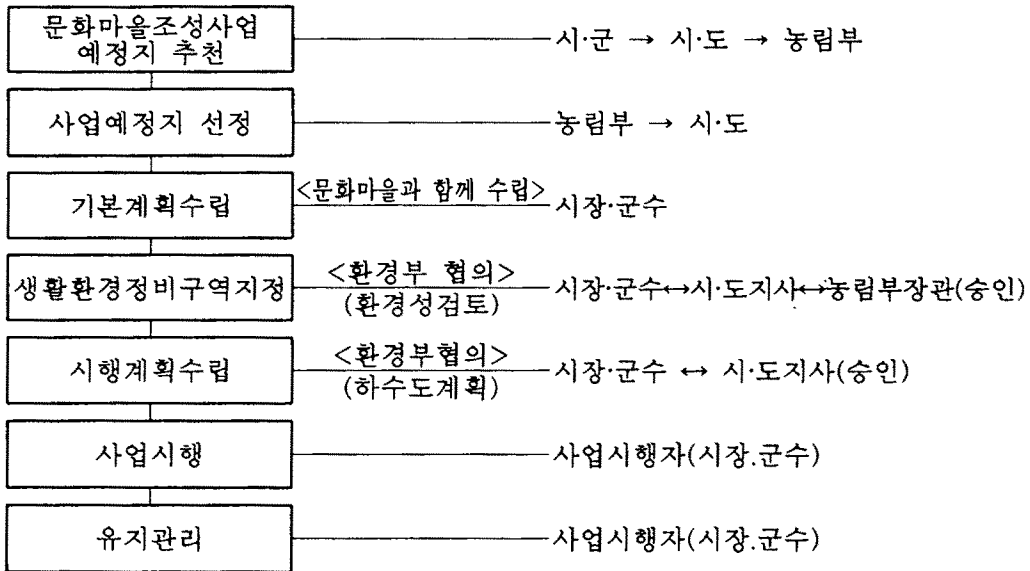 문화마을조성사업
예정지 추천
시·군 → 시·도 → 농림부
사업예정지 선정
농림부 → 시·도
기본계획수립
<문화마을과 함께 수립>
시장·군수
생활환경정비구역지정
<환경부 협의>
(환경성검토)
시장·군수↔시·도지사↔농림부장관(승인)
시행계획수립
<환경부협의>
(하수도계획)
시장·군수 ↔ 시·도지사(승인)
사업시행
사업시행자(시장.군수)
유지관리
사업시행자(시장.군수)